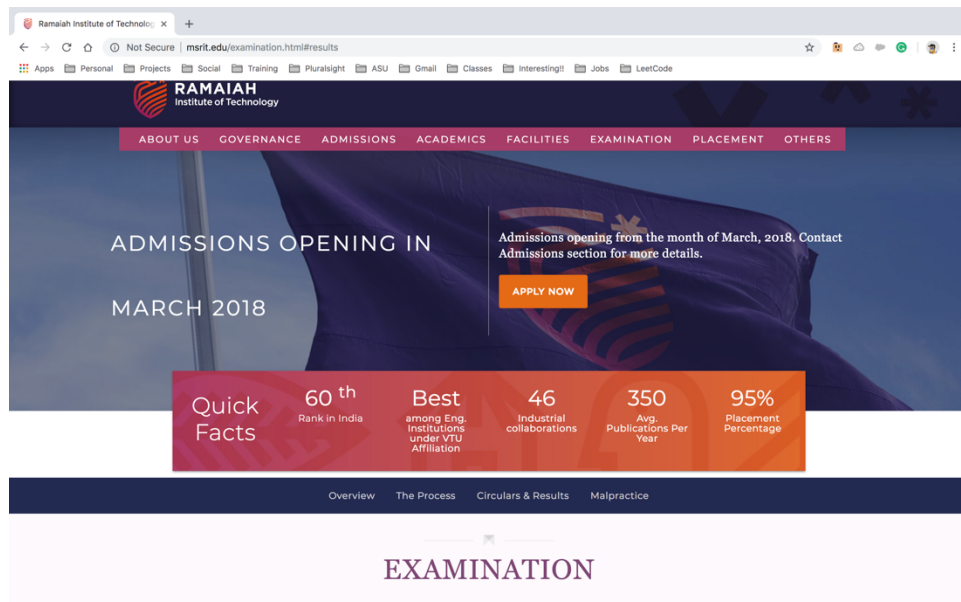 Ramaiah Institute of Technolog
Not Secure | msrit.edu/examination.html#results
Apps Personal Projects Social Training Pluralsight ASU Gmail Classes Interesting!! Jobs LeetCode
RAMAIAH
Institute of Technology
ABOUT US GOVERNANCE ADMISSIONS ACADEMICS FACILITIES EXAMINATION PLACEMENT OTHERS
ADMISSIONS OPENING IN
MARCH 2018
Admissions opening from the month of March, 2018. Contact
Admissions section for more details.
APPLY NOW
Quick
Facts
60 th
Rank in India
Best
among Eng.
Institutions
under VTU
Affiliation
46
Industrial
collaborations
350
Avg.
Publications Per
Year
95%
Placement
Percentage
Overview The Process Circulars & Results Malpractice
EXAMINATION